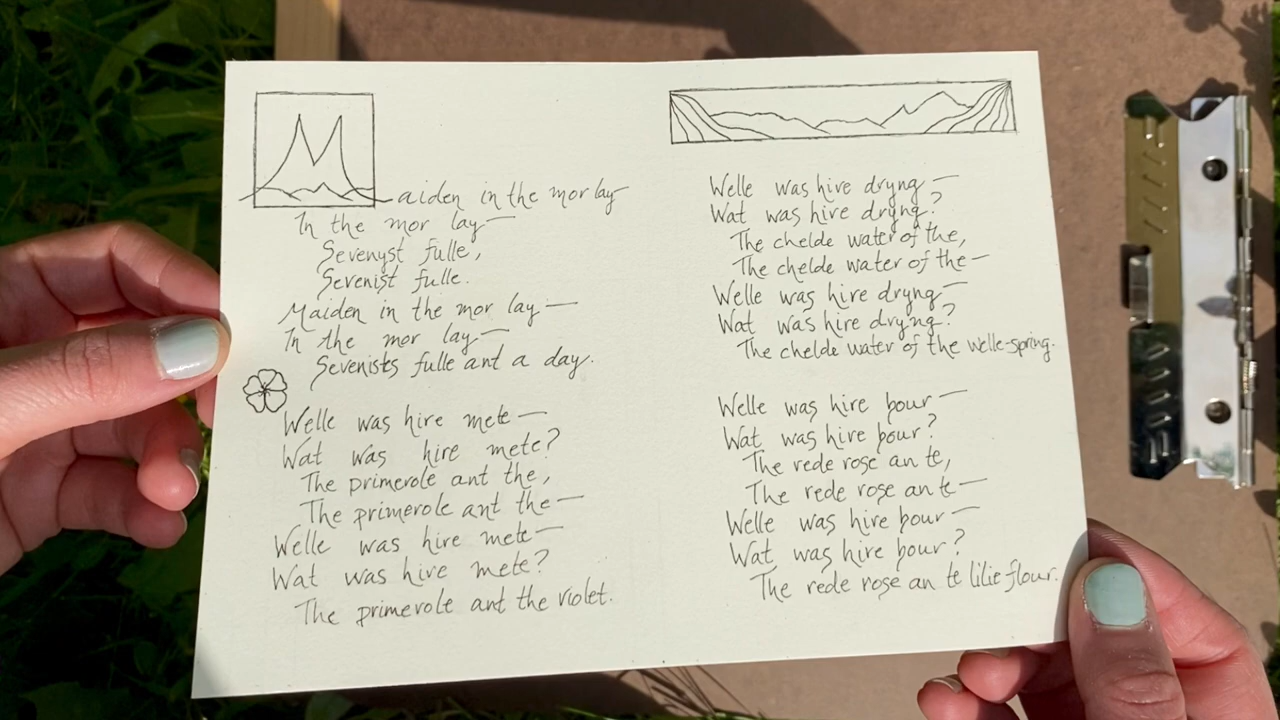 Maiden in the mor lay—
In the mor lay—
Sevenyst fulle,
Sevenist fulle.
Maiden in the mor lay—
In the mor lay—
Sevenistes fulle ant a day.
Welle was hire mete—
Wat was hire mete?
The primerole ant the,
The primerole ant the—
Welle was hire mete—
Wat was hire mete?
The primerole ant the violet.
Welle was hire dryng—
Wat was hire dryng?
The chelde water of the,
The chelde water of the—
Welle was hire dryng—
Wat was hire dryng?
The chelde water of the welle-spring.
Welle was hire bour—
Wat was hire bour?
The rede rose an te,
The rede rose an te—
Welle was hire bour—
Wat was hire bour?
The rede rose an te lilie flour.